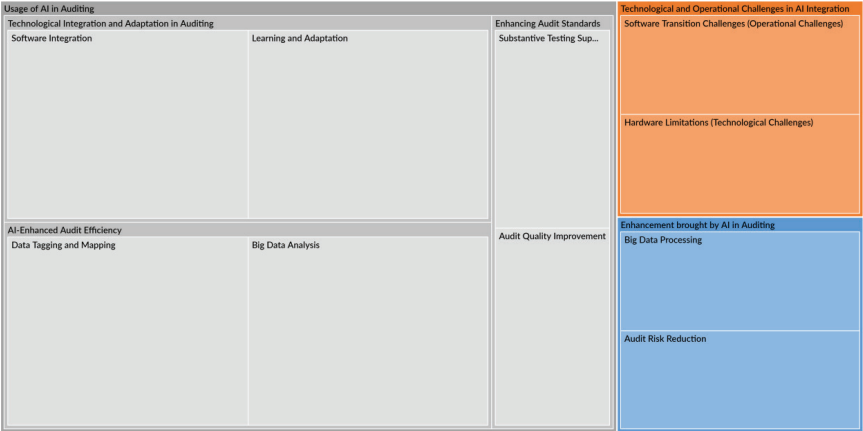 Usage of AI in Auditing
Technological Integration and Adaptation in Auditing
Software Integration
Learning and Adaptation
AI-Enhanced Audit Efficiency
Data Tagging and Mapping
Big Data Analysis
Enhancing Audit Standards
Substantive Testing Sup...
Audit Quality Improvement
Technological and Operational Challenges in AI Integration
Software Transition Challenges (Operational Challenges)
Hardware Limitations (Technological Challenges)
Enhancement brought by AI in Auditing
Big Data Processing
Audit Risk Reduction